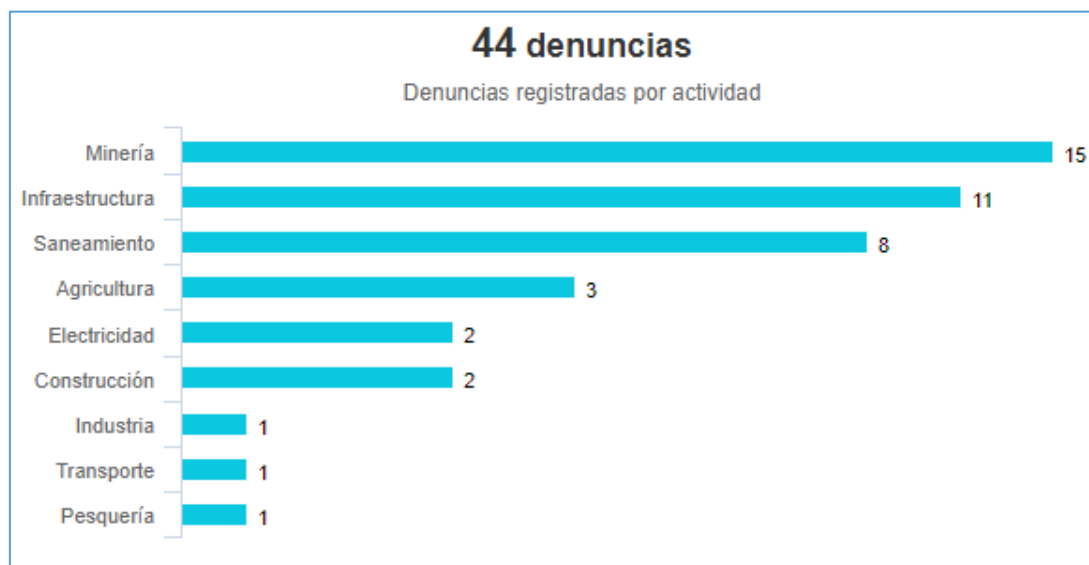 44 denuncias
Denuncias registradas por actividad
Minería 15
Infraestructura 11
Saneamiento 8
Agricultura 3
Electricidad 2
Construcción 2
Industria 1
Transporte 1
Pesquería 1